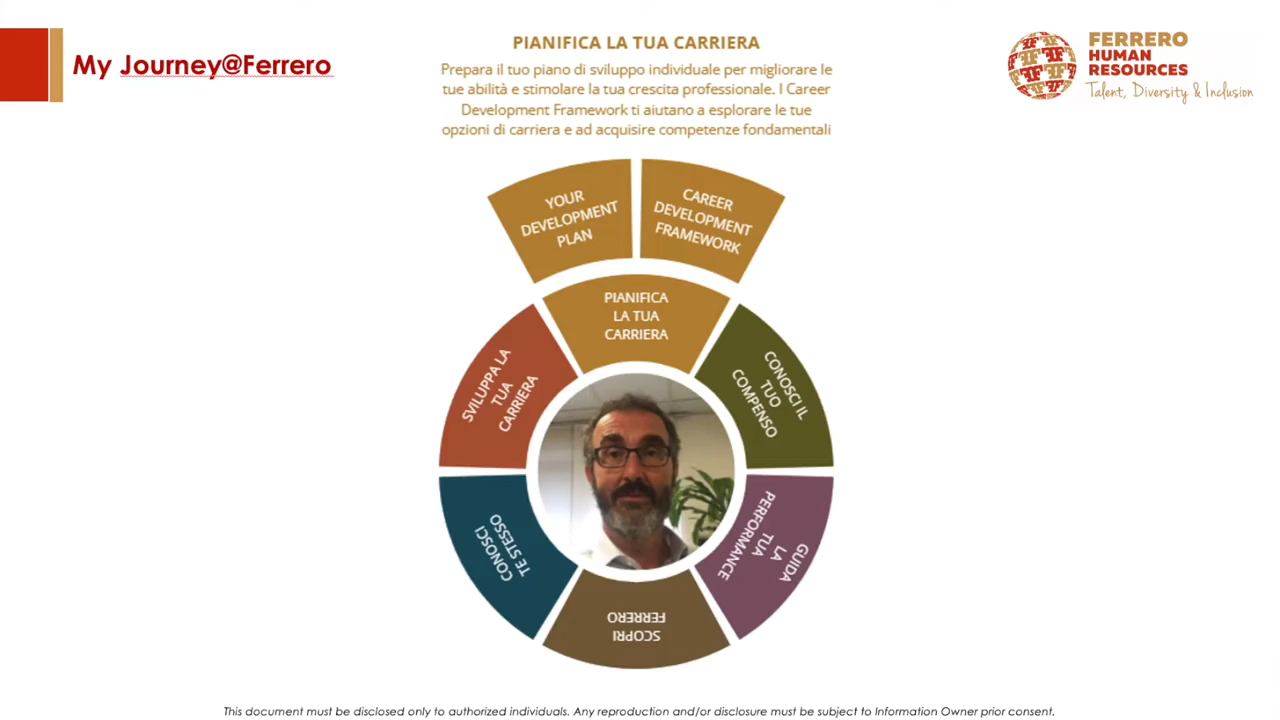 My Journey@Ferrero
PIANIFICA LA TUA CARRIERA
Prepara il tuo piano di sviluppo individuale per migliorare le
tue abilità e stimolare la tua crescita professionale. I Career
Development Framework ti aiutano a esplorare le tue
opzioni di carriera e ad acquisire competenze fondamentali
FERRERO
HUMAN
RESOURCES
Talent, Diversity & Inclusion
YOUR
DEVELOPMENT
PLAN
CAREER
DEVELOPMENT
FRAMEWORK
PIANIFICA
LA TUA
CARRIERA
SVILUPPA LA
TUA
CARRIERA
CONOSCI IL
TUO
COMPENSO
CONOSCI
TE STESSO
GUIDA
LA
TUA
PERFORMANCE
SCOPRI
FERRERO
This document must be disclosed only to authorized individuals. Any reproduction and/or disclosure must be subject to Information Owner prior consent.